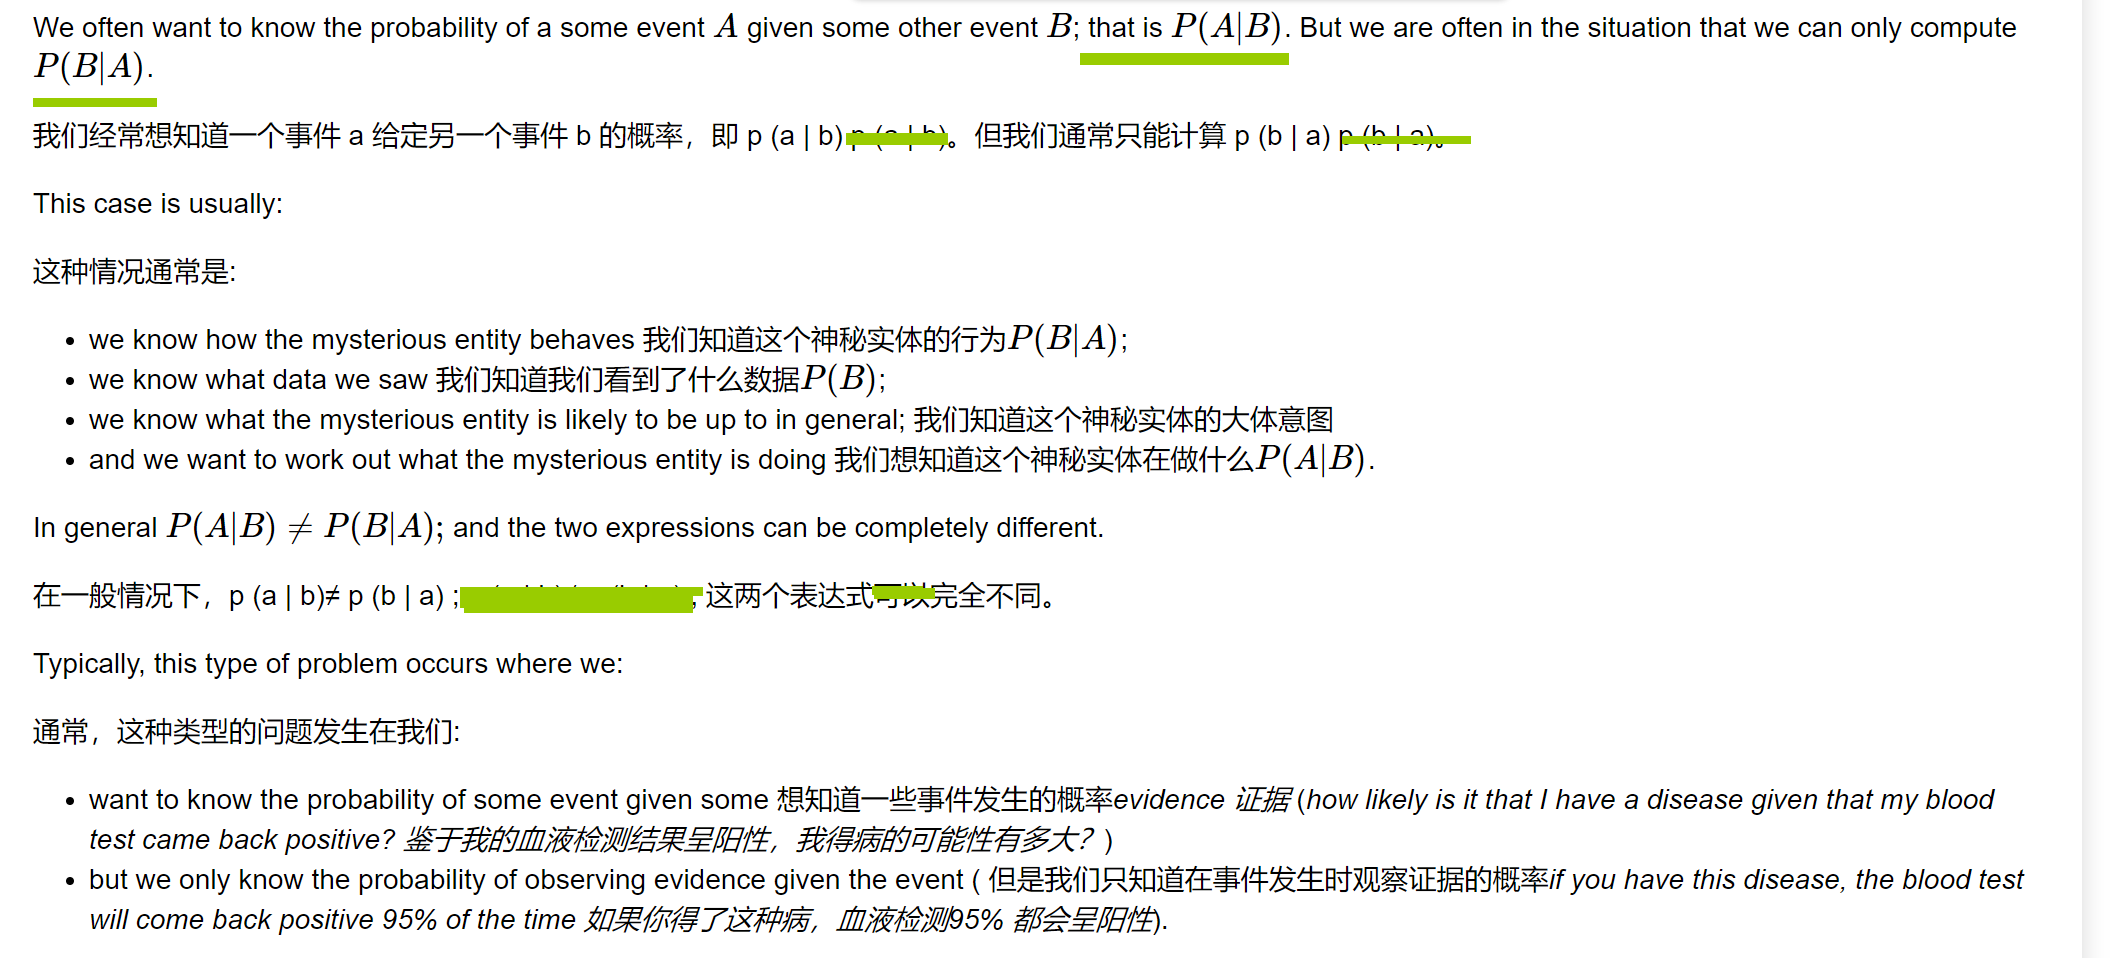 We often want to know the probability of a some event A given some other event B; that is P(A|B). But we are often in the situation that we can only compute
P(B|A).
我们经常想知道一个事件 a 给定另一个事件 b 的概率，即 p (a | b) p (a | b)。但我们通常只能计算 p (b | a) p (b | a)。
This case is usually:
这种情况通常是:
• we know how the mysterious entity behaves 我们知道这个神秘实体的行为P(B|A);
• we know what data we saw 我们知道我们看到了什么数据P(B);
• we know what the mysterious entity is likely to be up to in general; 我们知道这个神秘实体的大体意图
• and we want to work out what the mysterious entity is doing 我们想知道这个神秘实体在做什么P(A|B).
In general P(A|B) ≠ P(B|A); and the two expressions can be completely different.
在一般情况下，p (a | b)≠ p (b | a) ; 这两个表达式可以完全不同。
Typically, this type of problem occurs where we:
通常，这种类型的问题发生在我们:
• want to know the probability of some event given some 想知道一些事件发生的概率evidence 证据 (how likely is it that I have a disease given that my blood
test came back positive? 鉴于我的血液检测结果呈阳性，我得病的可能性有多大？)
• but we only know the probability of observing evidence given the event ( 但是我们只知道在事件发生时观察证据的概率if you have this disease, the blood test
will come back positive 95% of the time 如果你得了这种病，血液检测95% 都会呈阳性).